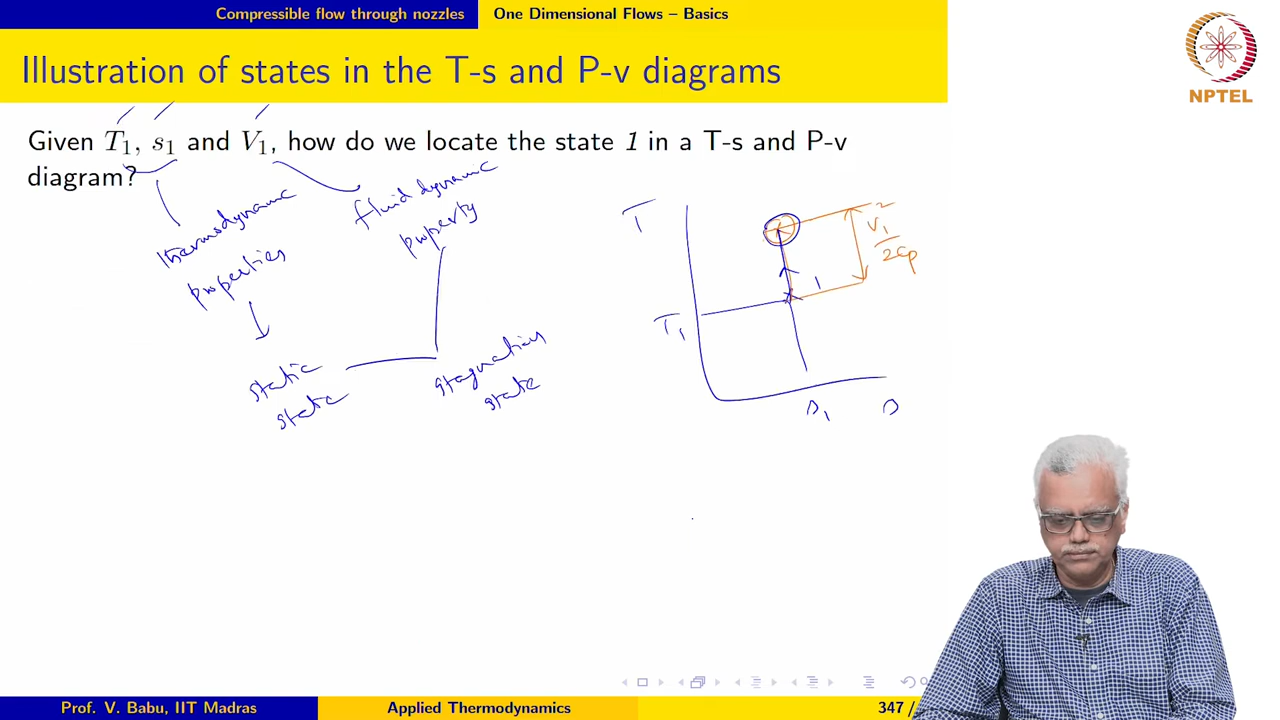 Compressible flow through nozzles One Dimensional Flows – Basics
Illustration of states in the T-s and P-v diagrams
NPTEL
Given T₁, s₁ and V₁, how do we locate the state 1 in a T-s and P-v
diagram?
thermodynamic
properties
fluid dynamic
property
static
state
stagnation
state
T
T₁
1
V₁²
2Cp
s₁ s
Prof. V. Babu, IIT Madras Applied Thermodynamics 347 /